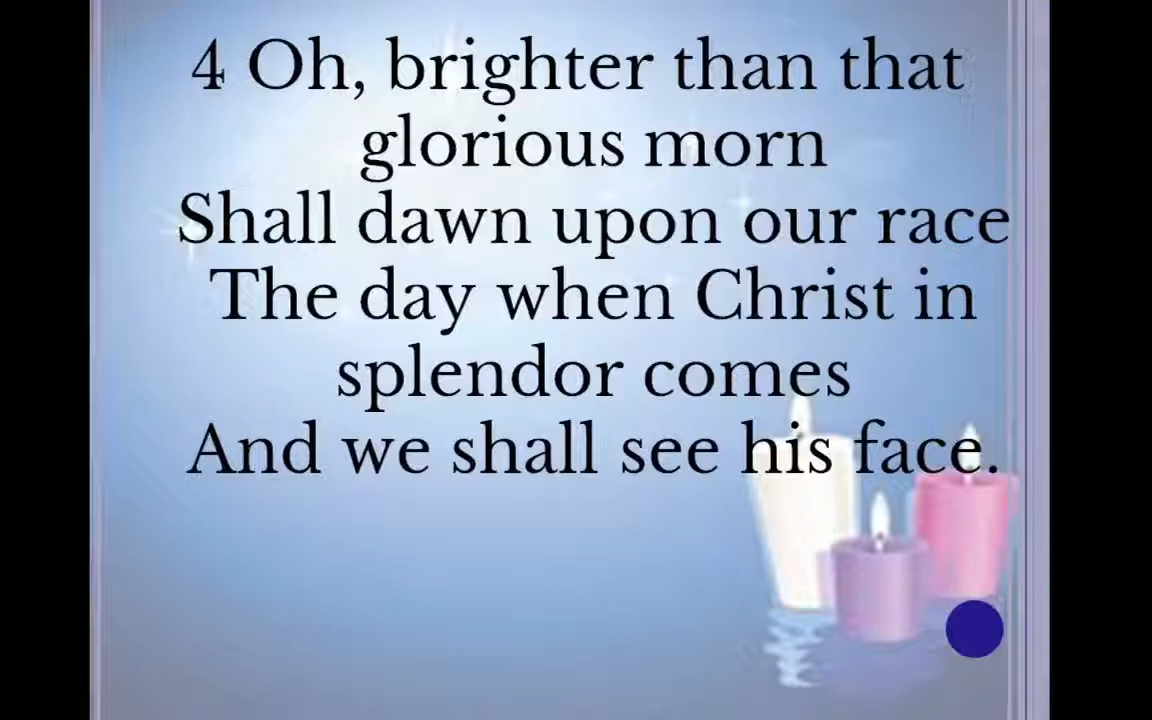 4 Oh, brighter than that
glorious morn
Shall dawn upon our race
The day when Christ in
splendor comes
And we shall see his face.